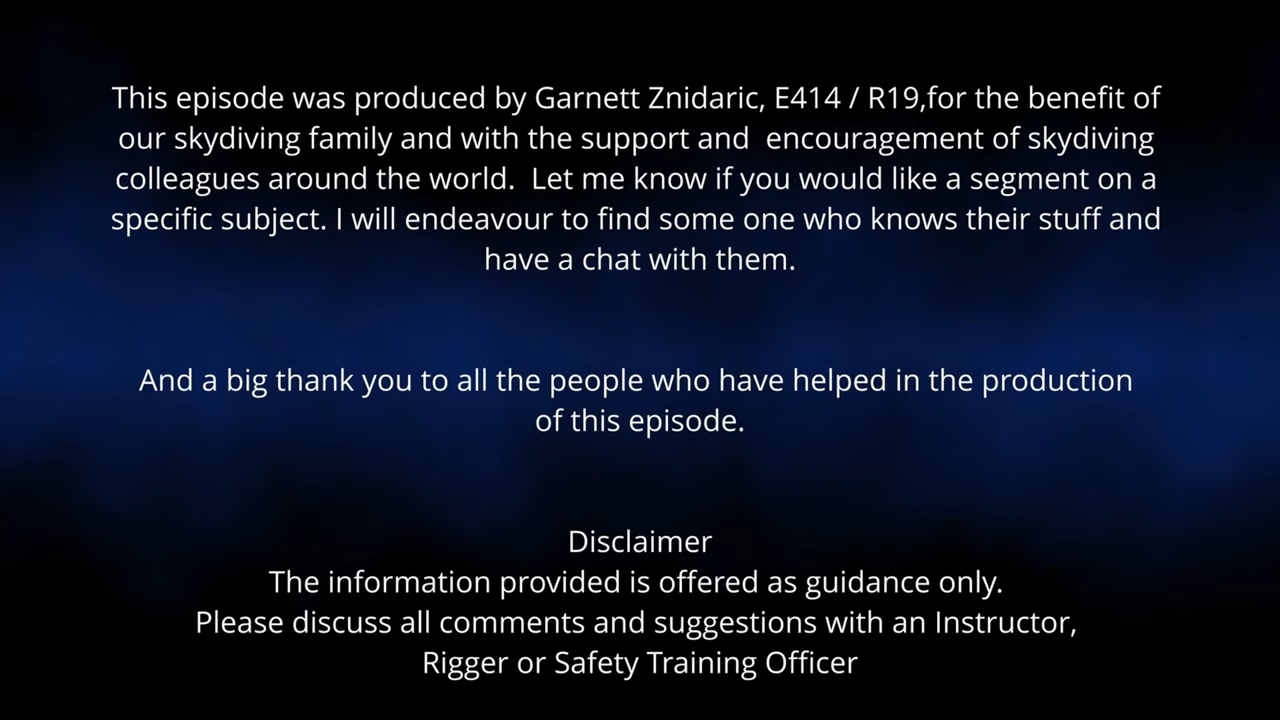 This episode was produced by Garnett Znidaric, E414 / R19,for the benefit of
our skydiving family and with the support and  encouragement of skydiving
colleagues around the world.  Let me know if you would like a segment on a
specific subject. I will endeavour to find some one who knows their stuff and
have a chat with them.
And a big thank you to all the people who have helped in the production
of this episode.
Disclaimer
The information provided is offered as guidance only.
Please discuss all comments and suggestions with an Instructor,
Rigger or Safety Training Officer